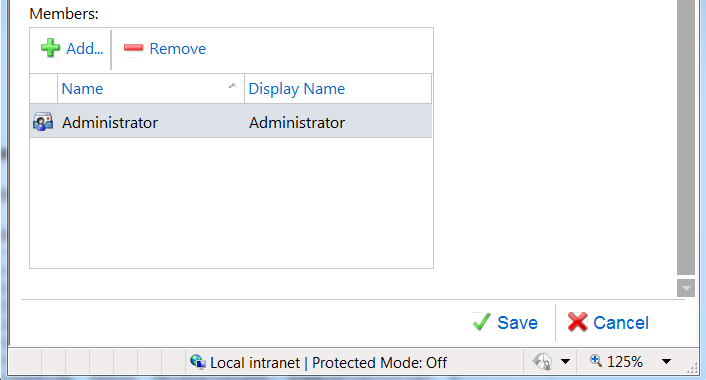 Members:
Add... Remove
Name Display Name
Administrator Administrator
Save Cancel
Local intranet | Protected Mode: Off 125%